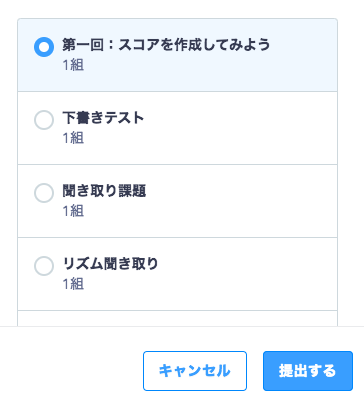 第一回：スコアを作成してみよう
1組
下書きテスト
1組
聞き取り課題
1組
リズム聞き取り
1組
キャンセル
提出する